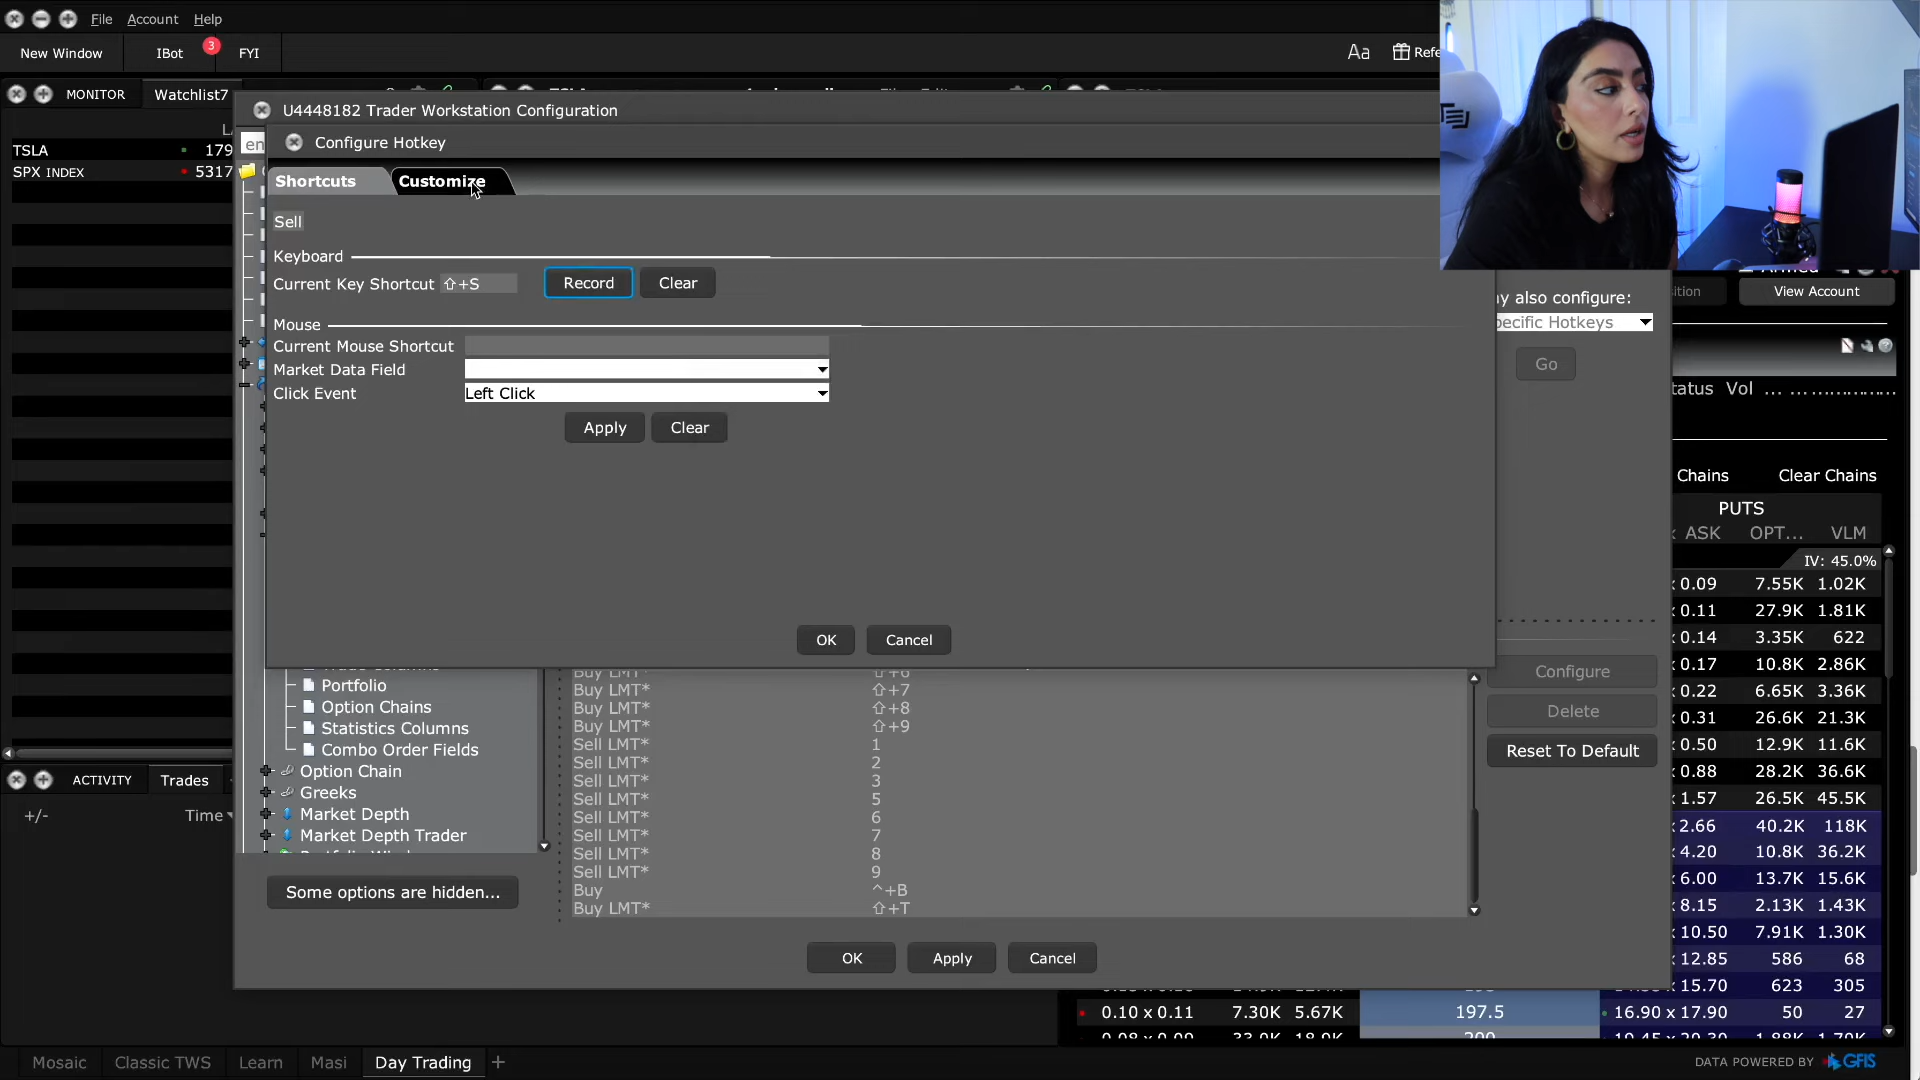 File Account Help
New Window IBot 3 FYI
Aa Refe
MONITOR Watchlist7
U4448182 Trader Workstation Configuration
TSLA 179
SPX INDEX 5317
en
Configure Hotkey
Shortcuts Customize
Sell
Keyboard
Current Key Shortcut ⇧+S Record Clear
Mouse
Current Mouse Shortcut
Market Data Field
Click Event Left Click
Apply Clear
OK Cancel
y also configure:
pecific Hotkeys
Go
View Account
tatus Vol ... ................
Chains Clear Chains
PUTS
ASK OPT... VLM
IV: 45.0%
x 0.09 7.55K 1.02K
x 0.11 27.9K 1.81K
x 0.14 3.35K 622
x 0.17 10.8K 2.86K
x 0.22 6.65K 3.36K
x 0.31 26.6K 21.3K
x 0.50 12.9K 11.6K
x 0.88 28.2K 36.6K
x 1.57 26.5K 45.5K
x 2.66 40.2K 118K
x 4.20 10.8K 36.2K
x 6.00 13.7K 15.6K
x 8.15 2.13K 1.43K
x 10.50 7.91K 1.30K
x 12.85 586 68
x 15.70 623 305
0.10 x 0.11 7.30K 5.67K 197.5 16.90 x 17.90 50 27
Portfolio
Option Chains
Statistics Columns
Combo Order Fields
Option Chain
Greeks
Market Depth
Market Depth Trader
Some options are hidden...
Buy LMT* ⇧+6
Buy LMT* ⇧+7
Buy LMT* ⇧+8
Buy LMT* ⇧+9
Sell LMT* 1
Sell LMT* 2
Sell LMT* 3
Sell LMT* 5
Sell LMT* 6
Sell LMT* 7
Sell LMT* 8
Sell LMT* 9
Buy ^+B
Buy LMT* ⇧+T
Configure
Delete
Reset To Default
OK Apply Cancel
ACTIVITY Trades
+/- Time
Mosaic Classic TWS Learn Masi Day Trading +
DATA POWERED BY GFIS